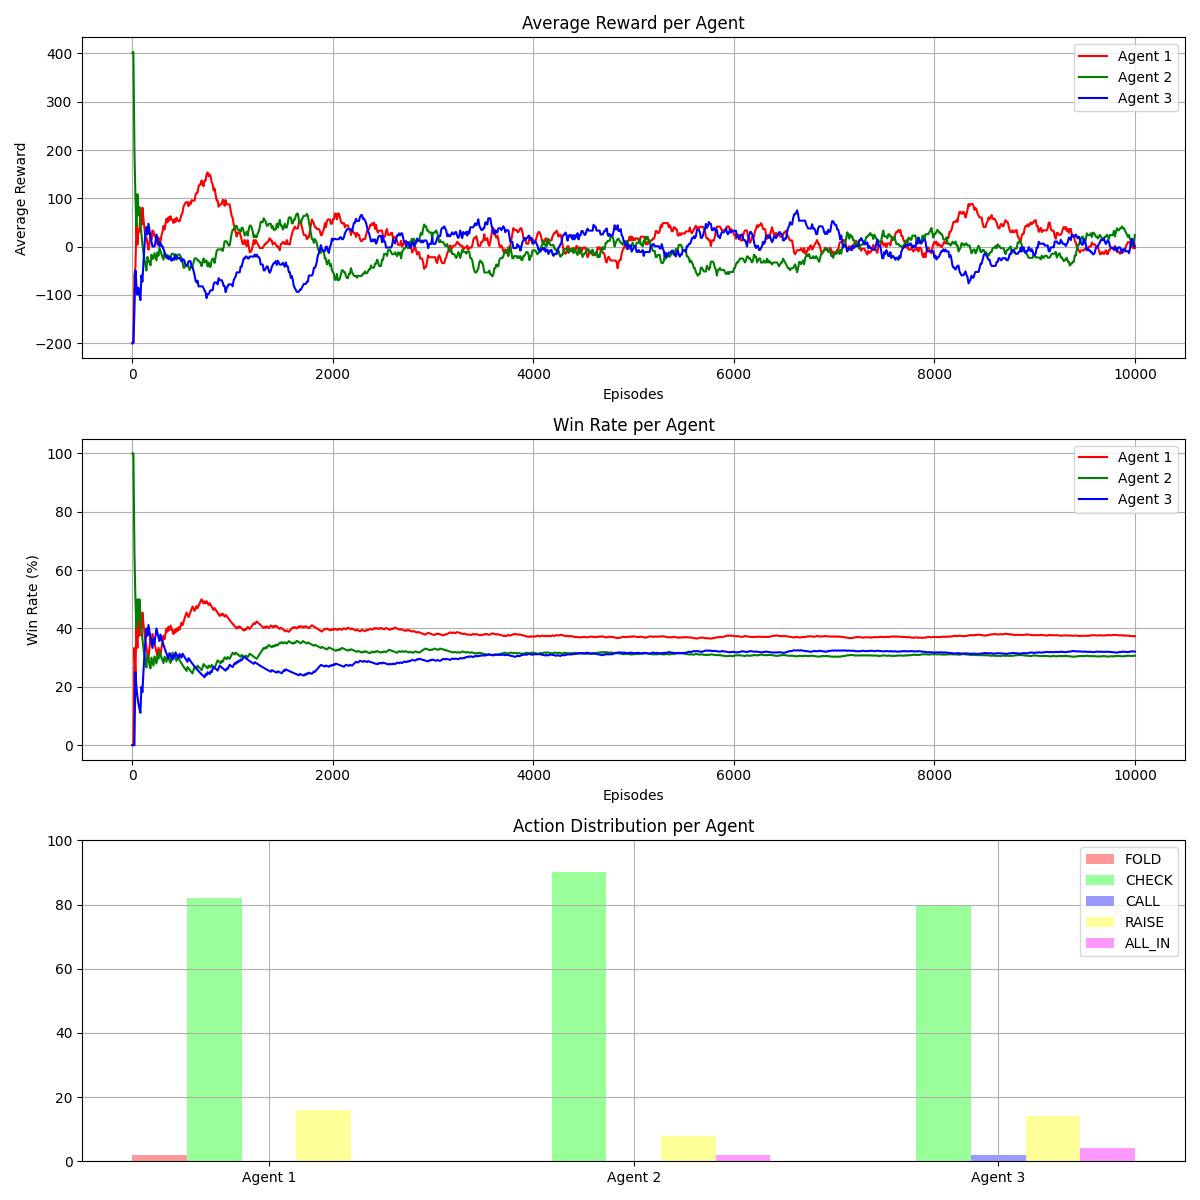 Average Reward per Agent
400
300
200
100
0
−100
−200
Average Reward
Agent 1
Agent 2
Agent 3
0 2000 4000 6000 8000 10000
Episodes
Win Rate per Agent
100
80
60
40
20
0
Win Rate (%)
Agent 1
Agent 2
Agent 3
0 2000 4000 6000 8000 10000
Episodes
Action Distribution per Agent
100
80
60
40
20
0
FOLD
CHECK
CALL
RAISE
ALL_IN
Agent 1 Agent 2 Agent 3